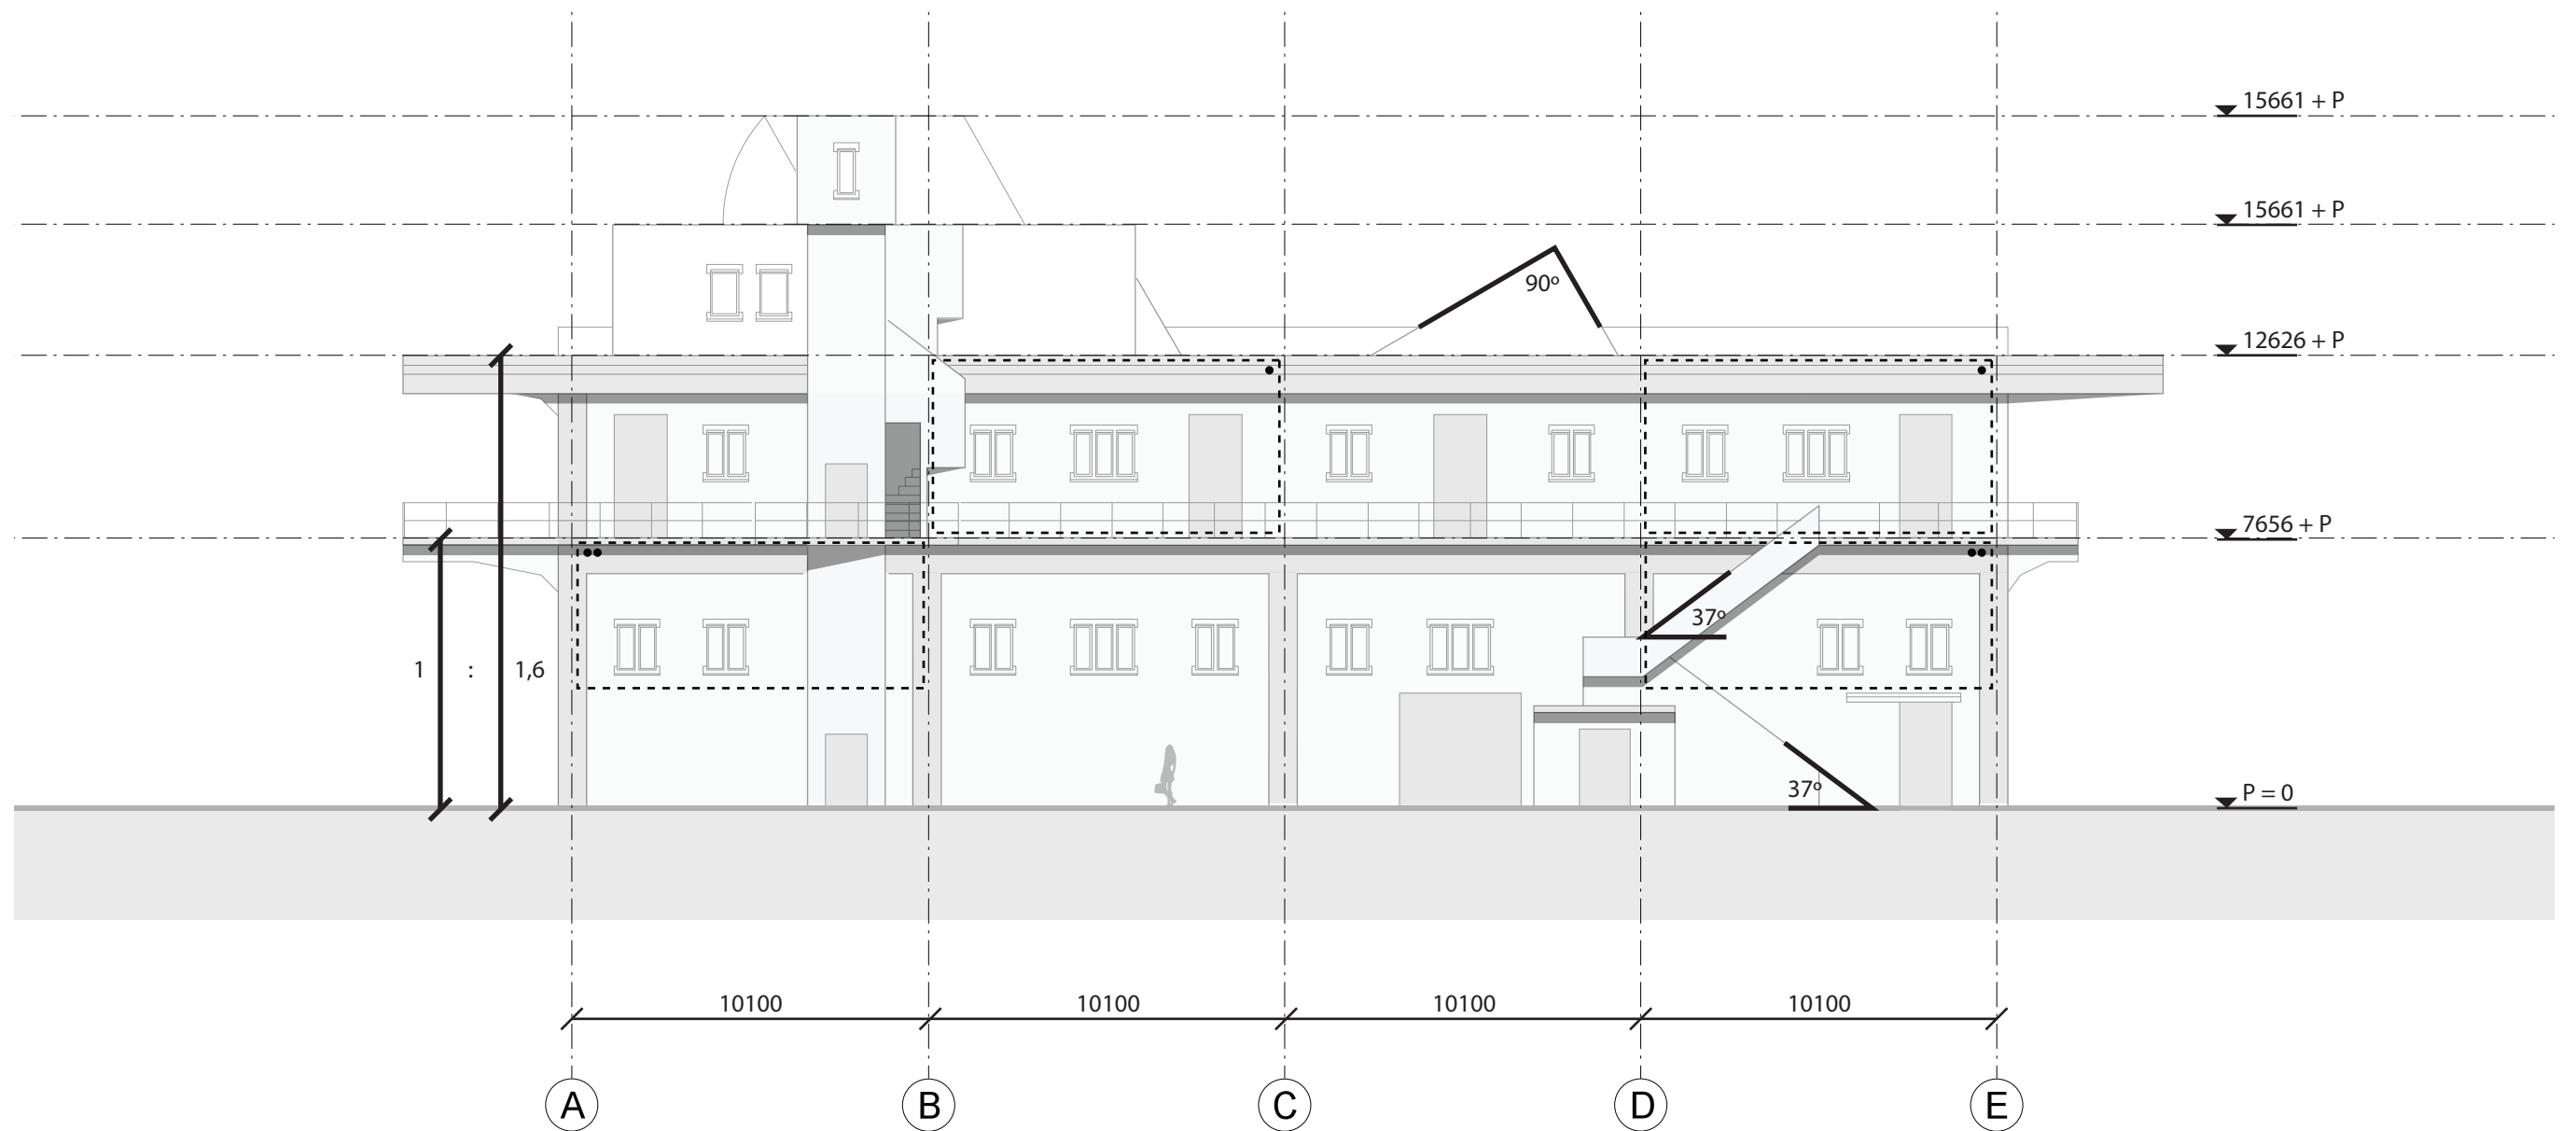 15661 + P
15661 + P
90º
12626 + P
7656 + P
37º
1 : 1,6
37º
P = 0
10100 10100 10100 10100
A B C D E